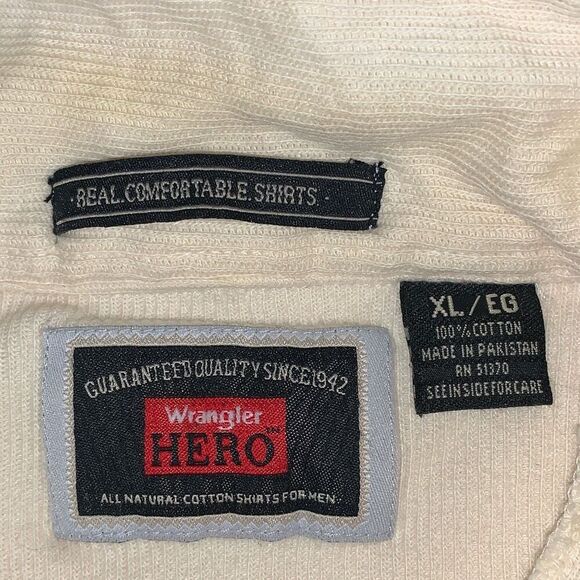 REAL.COMFORTABLE.SHIRTS
XL/EG
100% COTTON
MADE IN PAKISTAN
RN 51370
SEE INSIDE FOR CARE
GUARANTEED QUALITY SINCE 1942
Wrangler
HERO™
ALL NATURAL COTTON SHIRTS FOR MEN